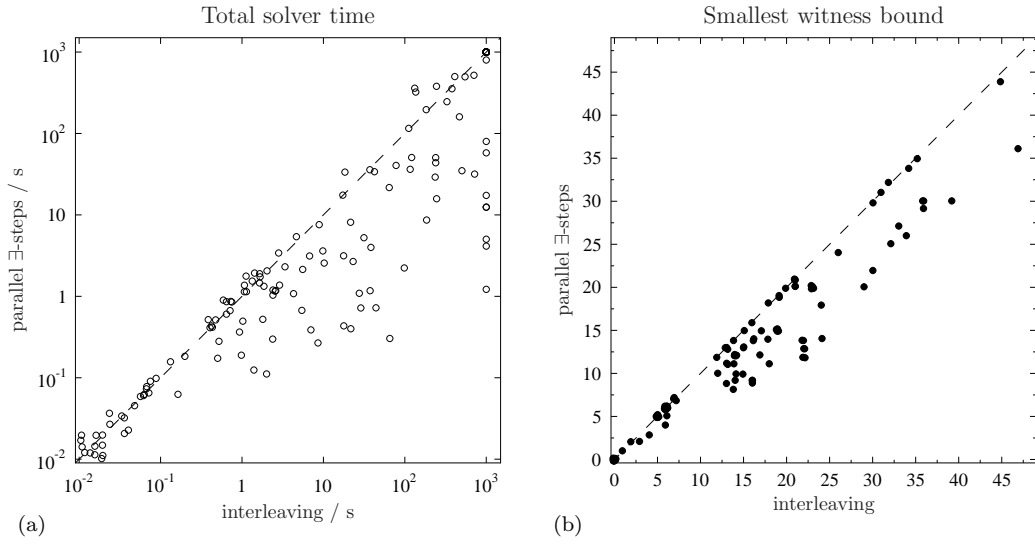 Total solver time
10³
10²
10
1
10⁻¹
10⁻²
parallel ∃-steps / s
10⁻² 10⁻¹ 1 10 10² 10³
interleaving / s
(a)
Smallest witness bound
45
40
35
30
25
20
15
10
5
0
parallel ∃-steps
0 5 10 15 20 25 30 35 40 45
interleaving
(b)